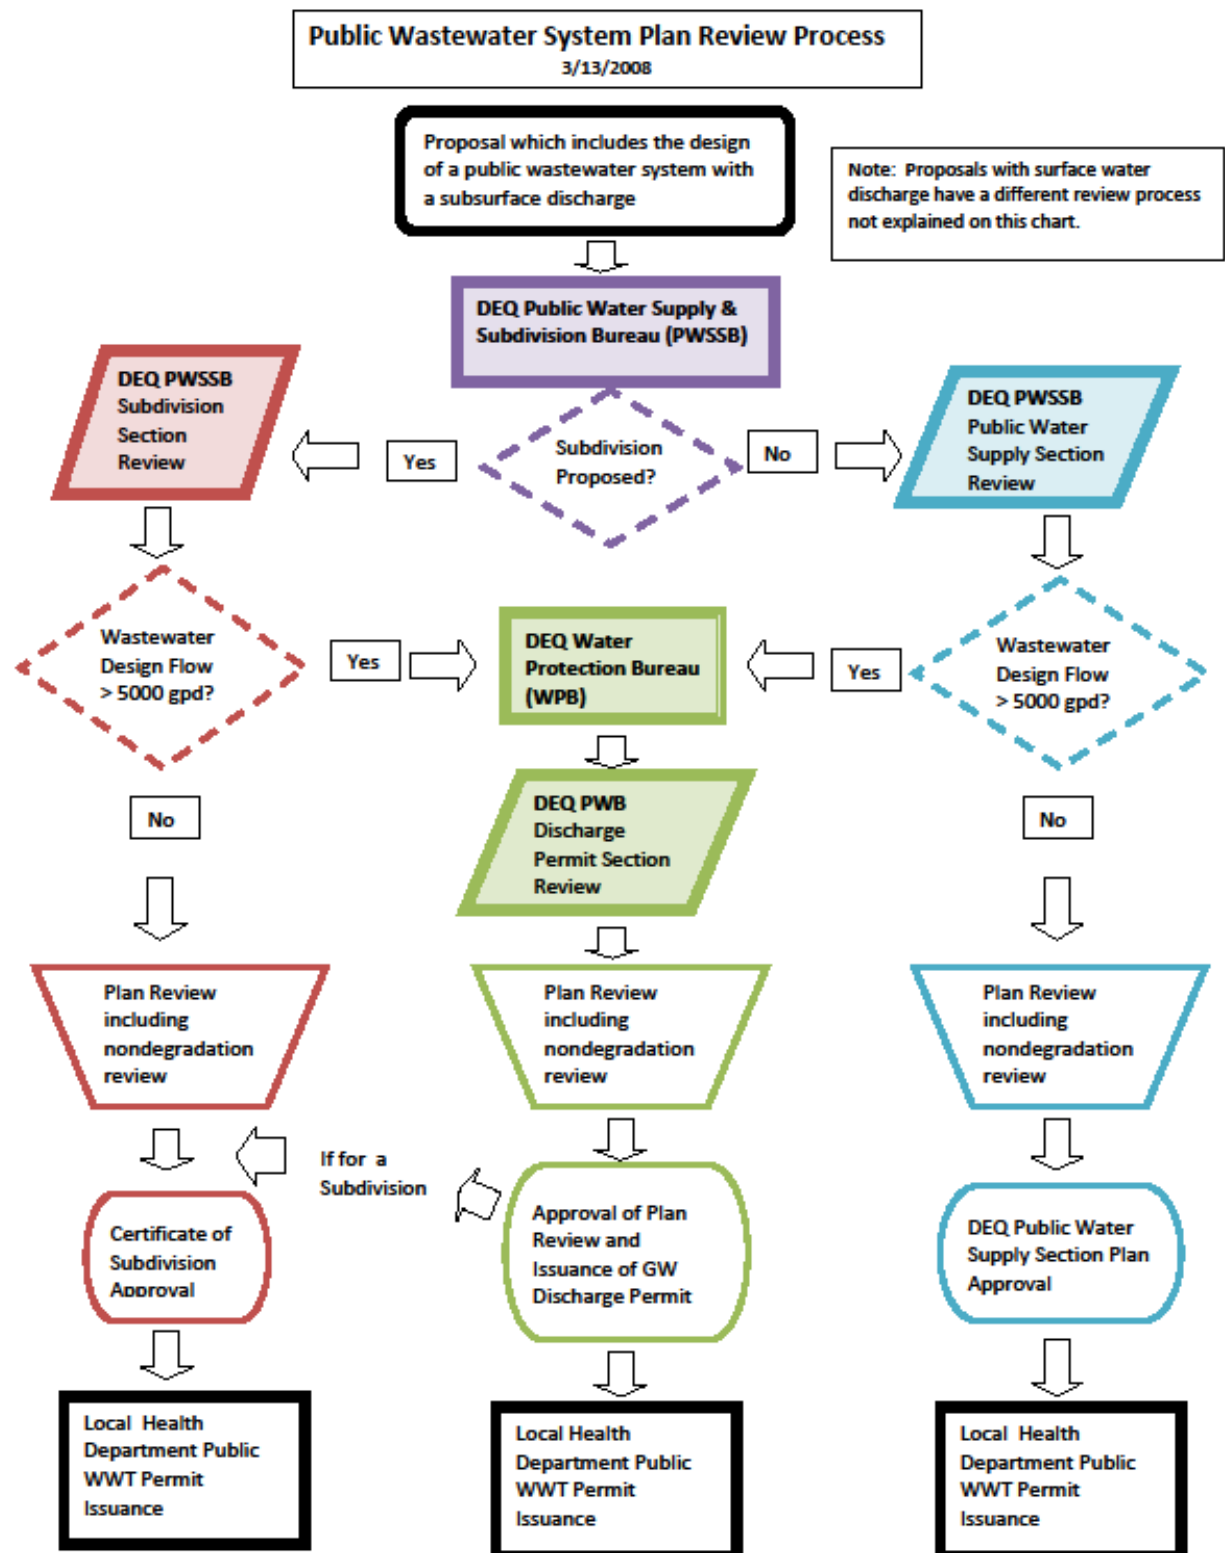 Public Wastewater System Plan Review Process
3/13/2008
Proposal which includes the design
of a public wastewater system with
a subsurface discharge
Note: Proposals with surface water
discharge have a different review process
not explained on this chart.
DEQ Public Water Supply &
Subdivision Bureau (PWSSB)
DEQ PWSSB
Subdivision
Section
Review
Yes
Subdivision
Proposed?
No
DEQ PWSSB
Public Water
Supply Section
Review
Wastewater
Design Flow
> 5000 gpd?
Yes
DEQ Water
Protection Bureau
(WPB)
Yes
Wastewater
Design Flow
> 5000 gpd?
No
DEQ PWB
Discharge
Permit Section
Review
No
Plan Review
including
nondegradation
review
Plan Review
including
nondegradation
review
Plan Review
including
nondegradation
review
If for a
Subdivision
Certificate of
Subdivision
Approval
Approval of Plan
Review and
Issuance of GW
Discharge Permit
DEQ Public Water
Supply Section Plan
Approval
Local Health
Department Public
WWT Permit
Issuance
Local Health
Department Public
WWT Permit
Issuance
Local Health
Department Public
WWT Permit
Issuance